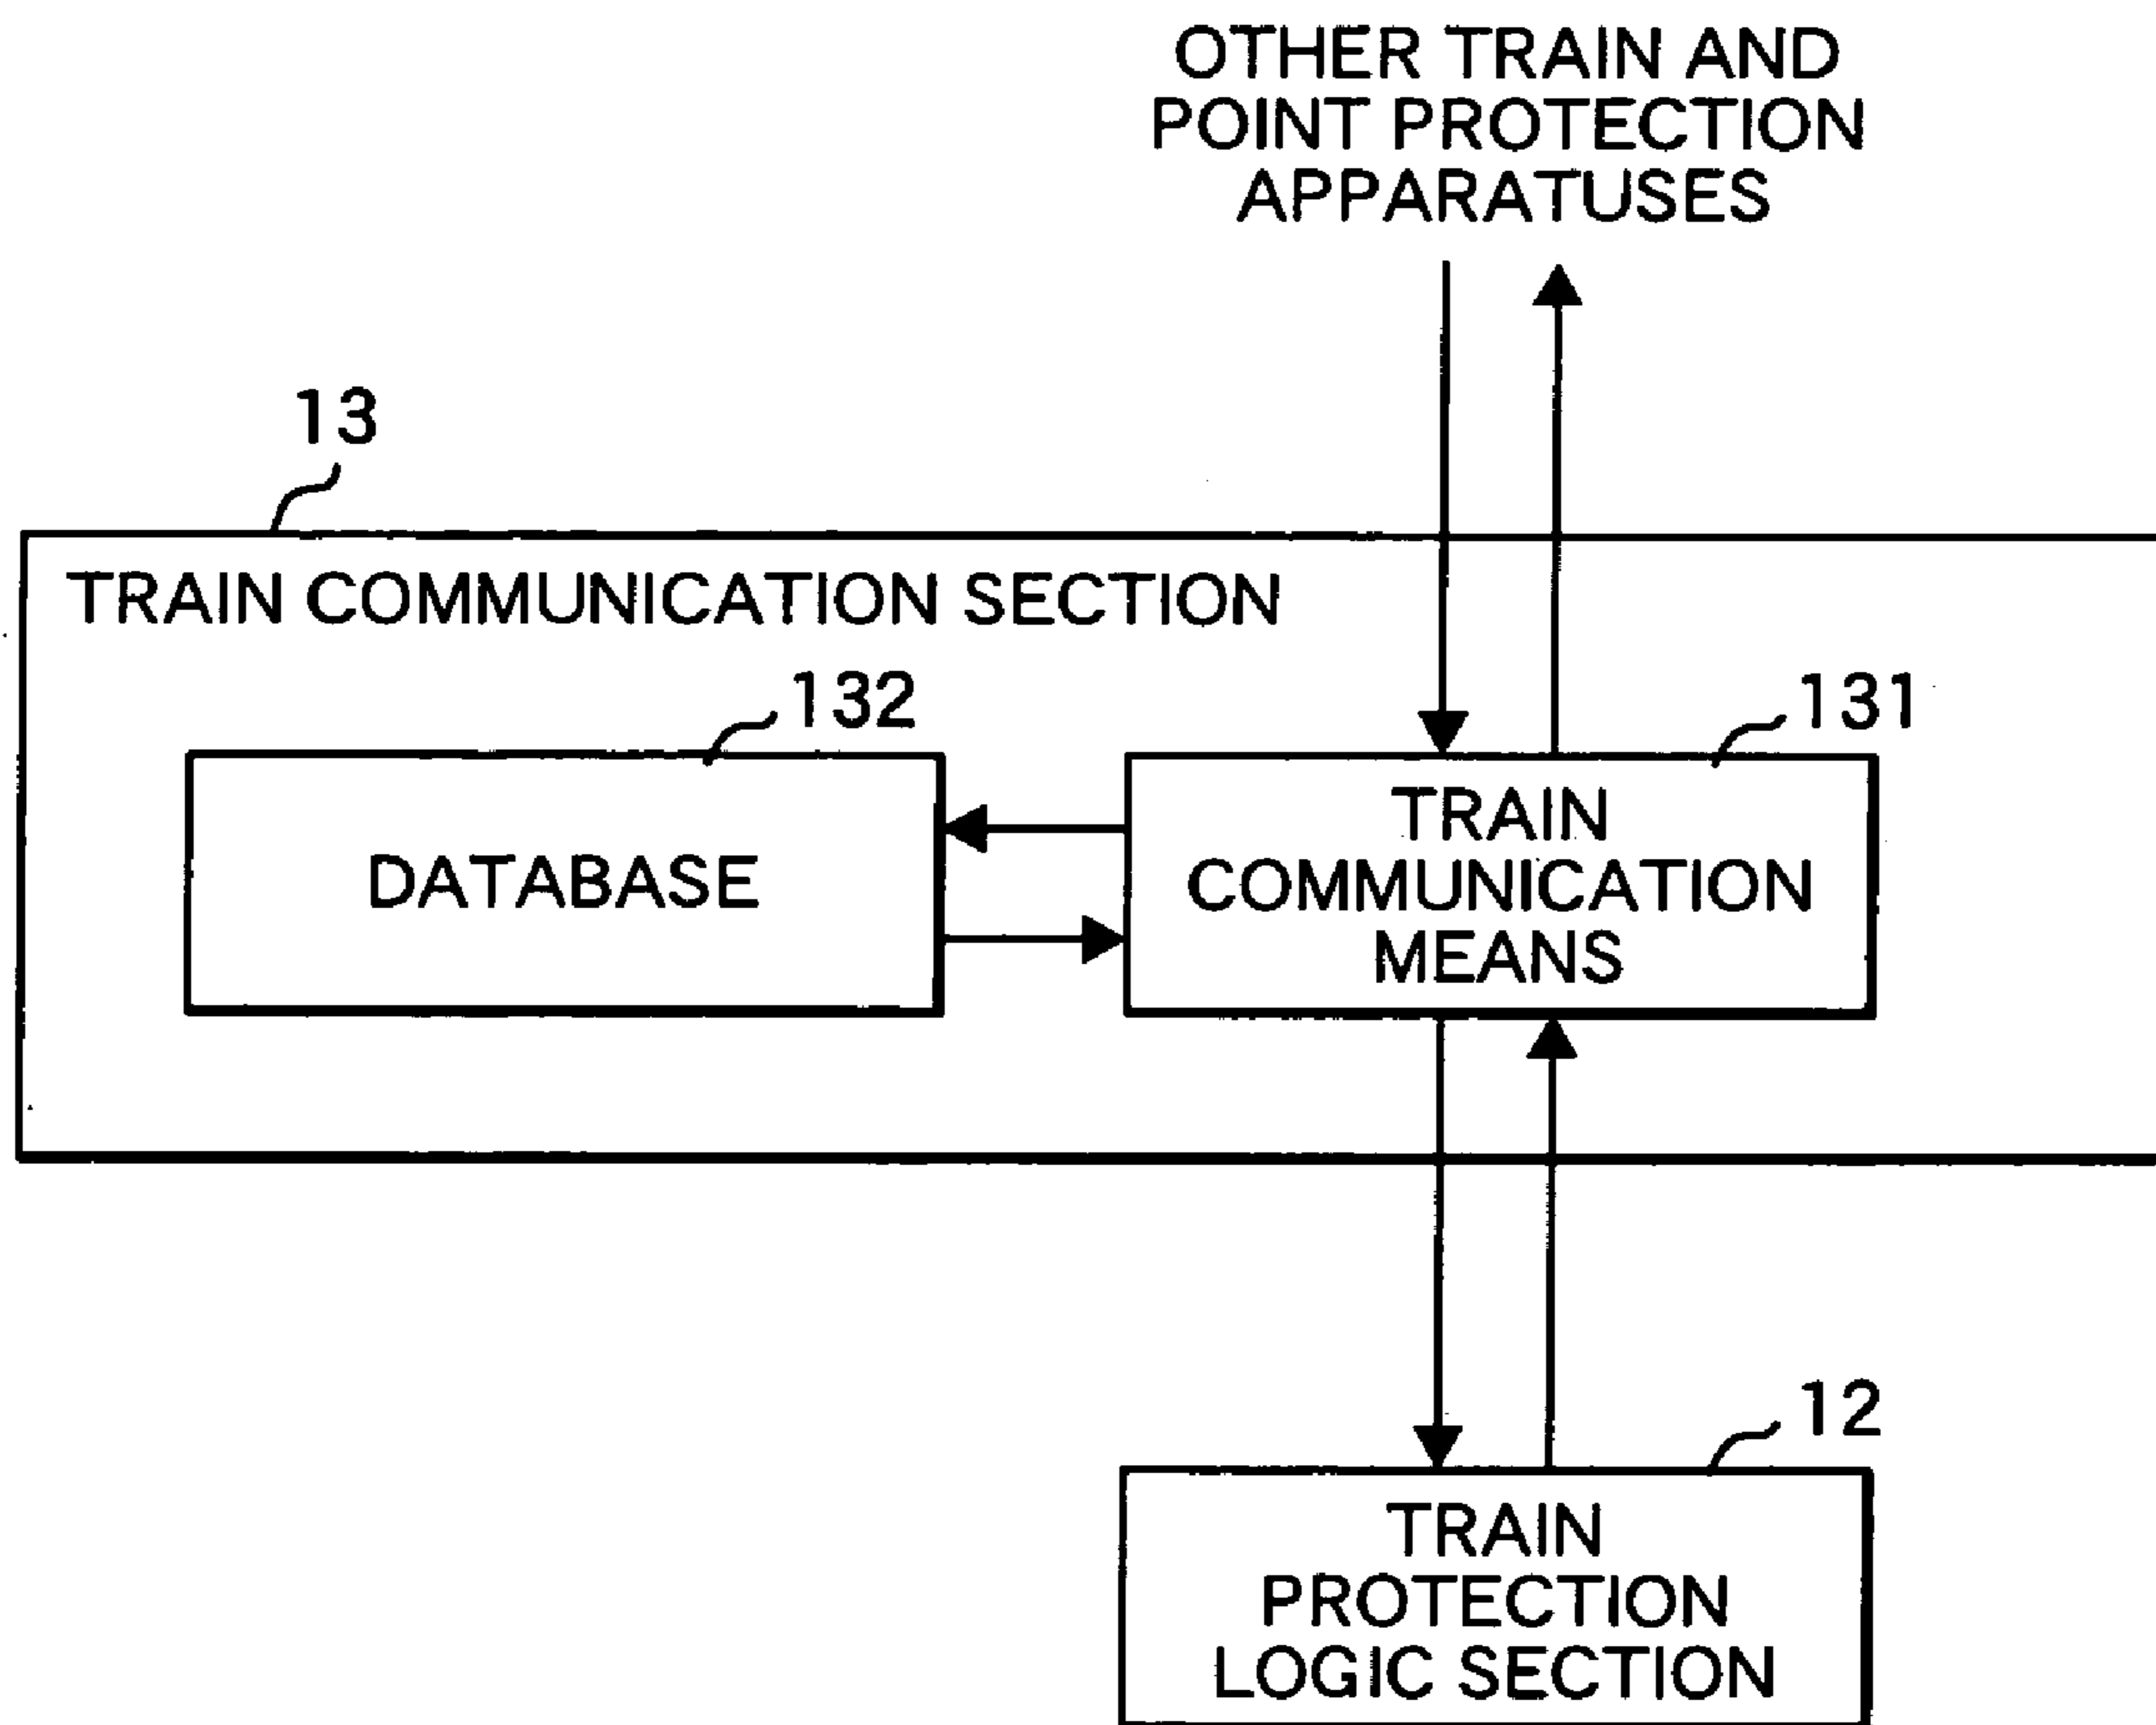 OTHER TRAIN AND
POINT PROTECTION
APPARATUSES
13
TRAIN COMMUNICATION SECTION
132
131
DATABASE
TRAIN
COMMUNICATION
MEANS
12
TRAIN
PROTECTION
LOGIC SECTION